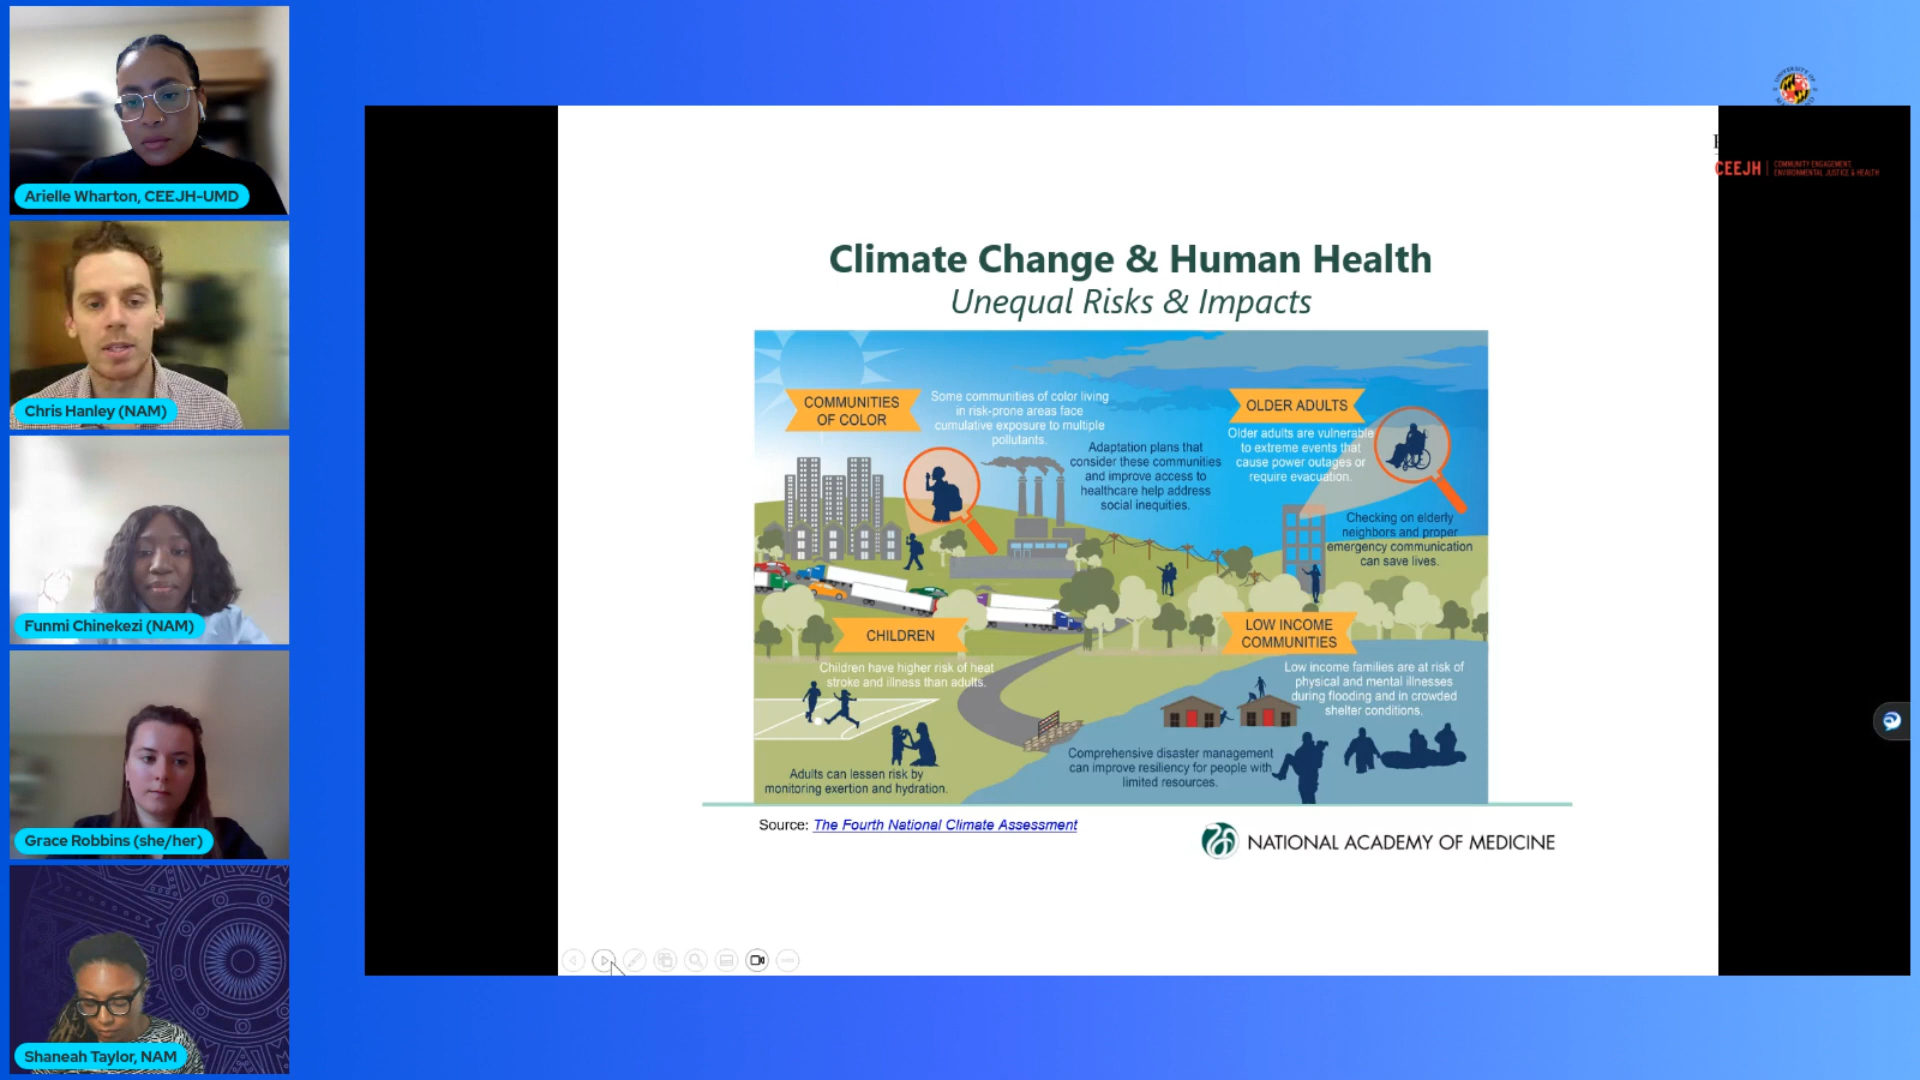 Arielle Wharton, CEEJH-UMD
Chris Hanley (NAM)
Funmi Chinekezi (NAM)
Grace Robbins (she/her)
Shaneah Taylor, NAM
UNIVERSITY OF
CEEJH
COMMUNITY ENGAGEMENT,
ENVIRONMENTAL JUSTICE & HEALTH
Climate Change & Human Health
Unequal Risks & Impacts
COMMUNITIES
OF COLOR
Some communities of color living
in risk-prone areas face
cumulative exposure to multiple
pollutants.
Adaptation plans that
consider these communities
and improve access to
healthcare help address
social inequities.
OLDER ADULTS
Older adults are vulnerable
to extreme events that
cause power outages or
require evacuation.
Checking on elderly
neighbors and proper
emergency communication
can save lives.
CHILDREN
Children have higher risk of heat
stroke and illness than adults.
Adults can lessen risk by
monitoring exertion and hydration.
LOW INCOME
COMMUNITIES
Low income families are at risk of
physical and mental illnesses
during flooding and in crowded
shelter conditions.
Comprehensive disaster management
can improve resiliency for people with
limited resources.
Source: The Fourth National Climate Assessment
NATIONAL ACADEMY OF MEDICINE